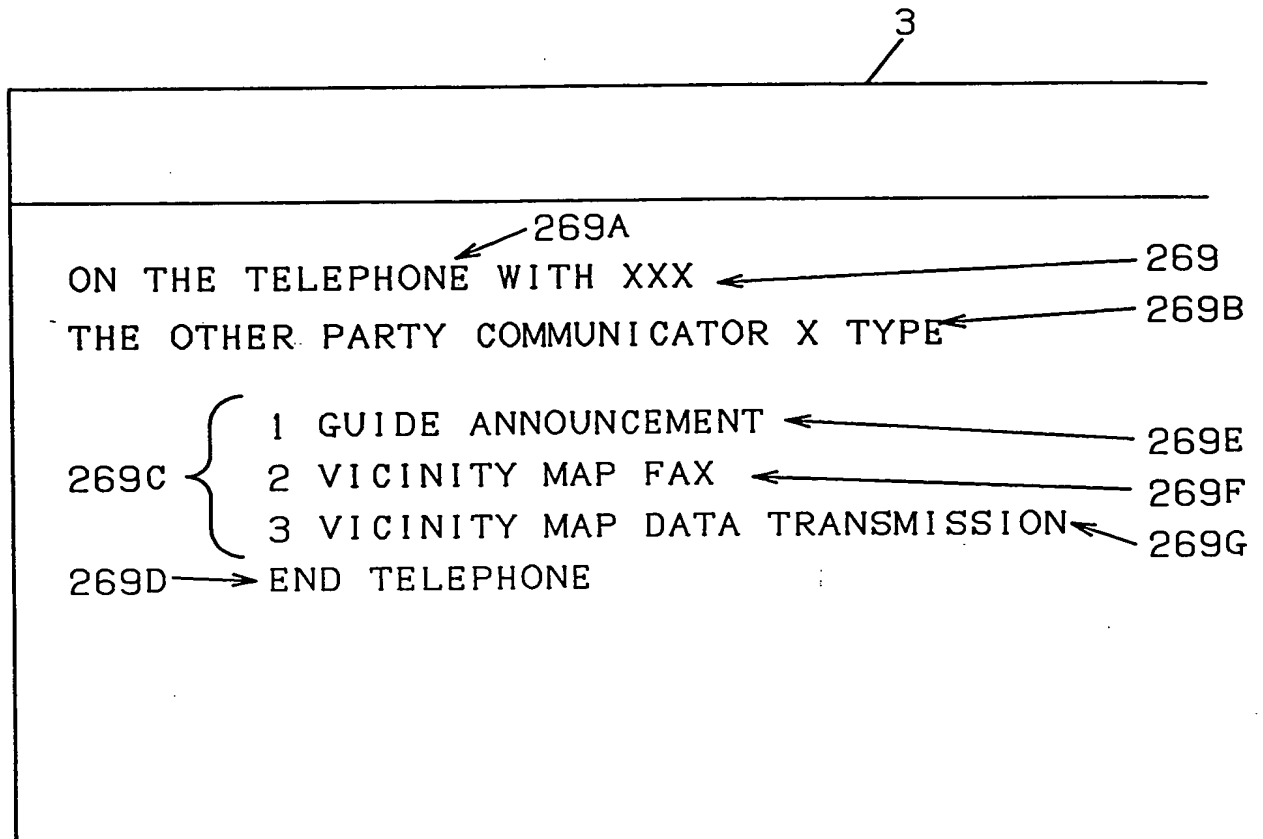 3
269A
ON THE TELEPHONE WITH XXX 269
THE OTHER PARTY COMMUNICATOR X TYPE 269B
1 GUIDE ANNOUNCEMENT 269E
269C 2 VICINITY MAP FAX 269F
3 VICINITY MAP DATA TRANSMISSION 269G
269D END TELEPHONE